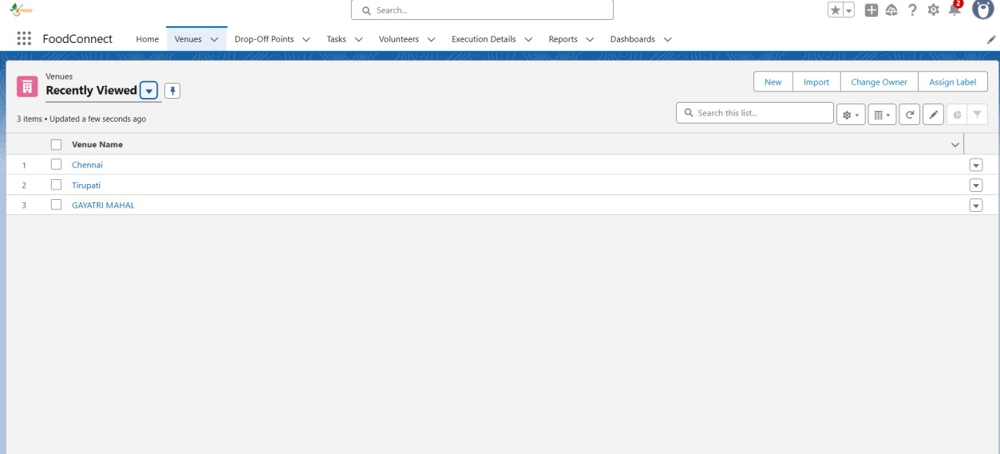 FOOD
Search...
2
FoodConnect Home Venues Drop-Off Points Tasks Volunteers Execution Details Reports Dashboards
Venues
Recently Viewed
New Import Change Owner Assign Label
3 items • Updated a few seconds ago
Search this list...
Venue Name
1 Chennai
2 Tirupati
3 GAYATRI MAHAL